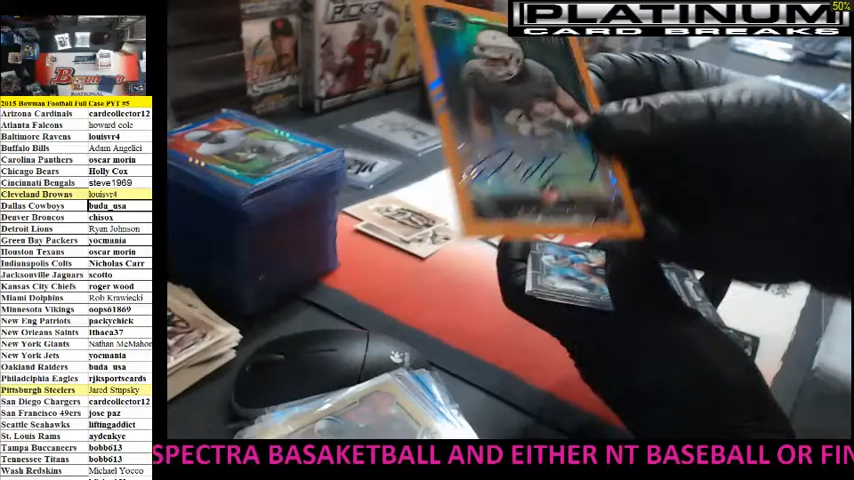 PLATINUM
CARD BREAKS
50%
2015 Bowman Football Full Case PYT #5
Arizona Cardinals cardcollector12
Atlanta Falcons howard cole
Baltimore Ravens louisvr4
Buffalo Bills Adam Angelici
Carolina Panthers oscar morin
Chicago Bears Holly Cox
Cincinnati Bengals steve1969
Cleveland Browns louisvr4
Dallas Cowboys buda_usa
Denver Broncos chisox
Detroit Lions Ryan Johnson
Green Bay Packers yocmania
Houston Texans oscar morin
Indianapolis Colts Nicholas Carr
Jacksonville Jaguars scotto
Kansas City Chiefs roger wood
Miami Dolphins Rob Krawiecki
Minnesota Vikings oops61869
New Eng Patriots packychick
New Orleans Saints Ithaca37
New York Giants Nathan McMahon
New York Jets yocmania
Oakland Raiders buda_usa
Philadelphia Eagles rjksportscards
Pittsburgh Steelers Jared Stupsky
San Diego Chargers cardcollector12
San Francisco 49ers jose paz
Seattle Seahawks liftingaddict
St. Louis Rams aydenkyc
Tampa Buccaneers bobb613
Tennessee Titans bobb613
Wash Redskins Michael Yocco
SPECTRA BASAKETBALL AND EITHER NT BASEBALL OR FIN